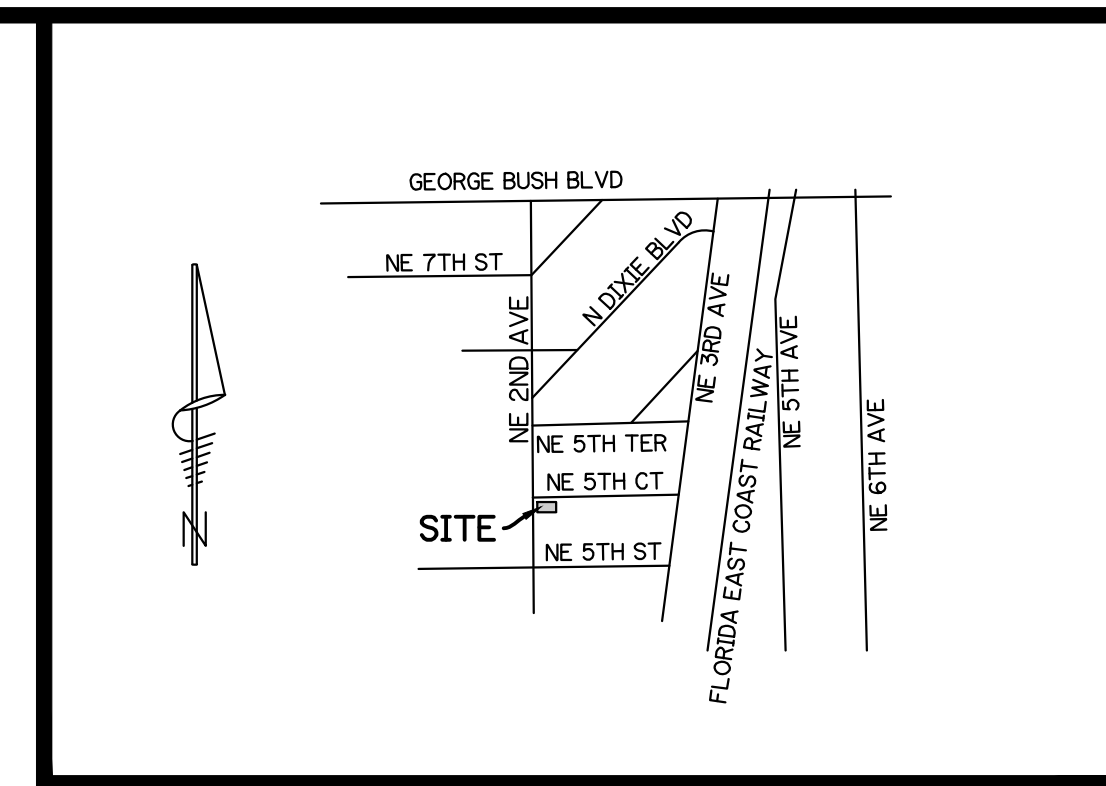 GEORGE BUSH BLVD
NE 7TH ST
N DIXIE BLVD
NE 2ND AVE
NE 3RD AVE
NE 5TH AVE
FLORIDA EAST COAST RAILWAY
NE 6TH AVE
NE 5TH TER
NE 5TH CT
SITE
NE 5TH ST
N